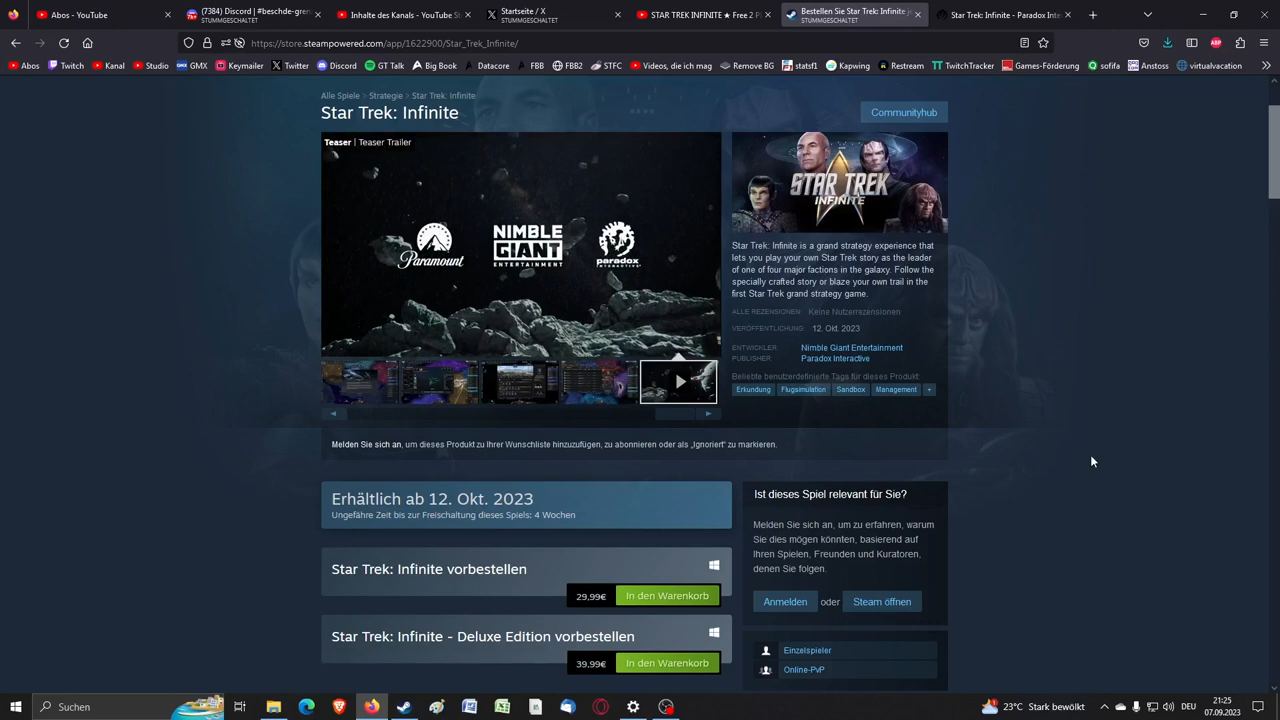 Abos - YouTube
(7384) Discord | #beschde-gren
STUMMGESCHALTET
Inhalte des Kanals - YouTube St
Startseite / X
STUMMGESCHALTET
STAR TREK INFINITE ★ Free 2 P
STUMMGESCHALTET
Bestellen Sie Star Trek: Infinite je
STUMMGESCHALTET
Star Trek: Infinite - Paradox Inte
https://store.steampowered.com/app/1622900/Star_Trek_Infinite/
ABP
Abos Twitch Kanal Studio GMX Keymailer Twitter Discord GT Talk Big Book Datacore FBB FBB2 STFC Videos, die ich mag Remove BG statsf1 Kapwing Restream TwitchTracker Games-Förderung sofifa Anstoss virtualvacation
Alle Spiele > Strategie > Star Trek: Infinite
Star Trek: Infinite
Communityhub
Teaser | Teaser Trailer
Paramount
NIMBLE
GIANT
ENTERTAINMENT
paradox
INTERACTIVE
STAR TREK
INFINITE
Star Trek: Infinite is a grand strategy experience that
lets you play your own Star Trek story as the leader
of one of four major factions in the galaxy. Follow the
specially crafted story or blaze your own trail in the
first Star Trek grand strategy game.
ALLE REZENSIONEN: Keine Nutzerrezensionen
VERÖFFENTLICHUNG: 12. Okt. 2023
ENTWICKLER: Nimble Giant Entertainment
PUBLISHER: Paradox Interactive
Beliebte benutzerdefinierte Tags für dieses Produkt:
Erkundung Flugsimulation Sandbox Management +
Melden Sie sich an, um dieses Produkt zu Ihrer Wunschliste hinzuzufügen, zu abonnieren oder als „Ignoriert" zu markieren.
Erhältlich ab 12. Okt. 2023
Ungefähre Zeit bis zur Freischaltung dieses Spiels: 4 Wochen
Star Trek: Infinite vorbestellen
29,99€ In den Warenkorb
Star Trek: Infinite - Deluxe Edition vorbestellen
39,99€ In den Warenkorb
Ist dieses Spiel relevant für Sie?
Melden Sie sich an, um zu erfahren, warum
Sie dies mögen könnten, basierend auf
Ihren Spielen, Freunden und Kuratoren,
denen Sie folgen.
Anmelden oder Steam öffnen
Einzelspieler
Online-PvP
Suchen
23°C Stark bewölkt
DEU
21:25
07.09.2023